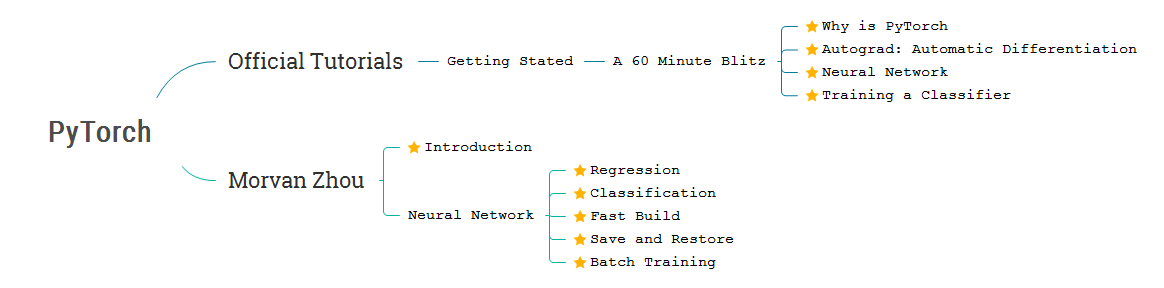 PyTorch
Official Tutorials
Getting Stated
A 60 Minute Blitz
Why is PyTorch
Autograd: Automatic Differentiation
Neural Network
Training a Classifier
Morvan Zhou
Introduction
Neural Network
Regression
Classification
Fast Build
Save and Restore
Batch Training